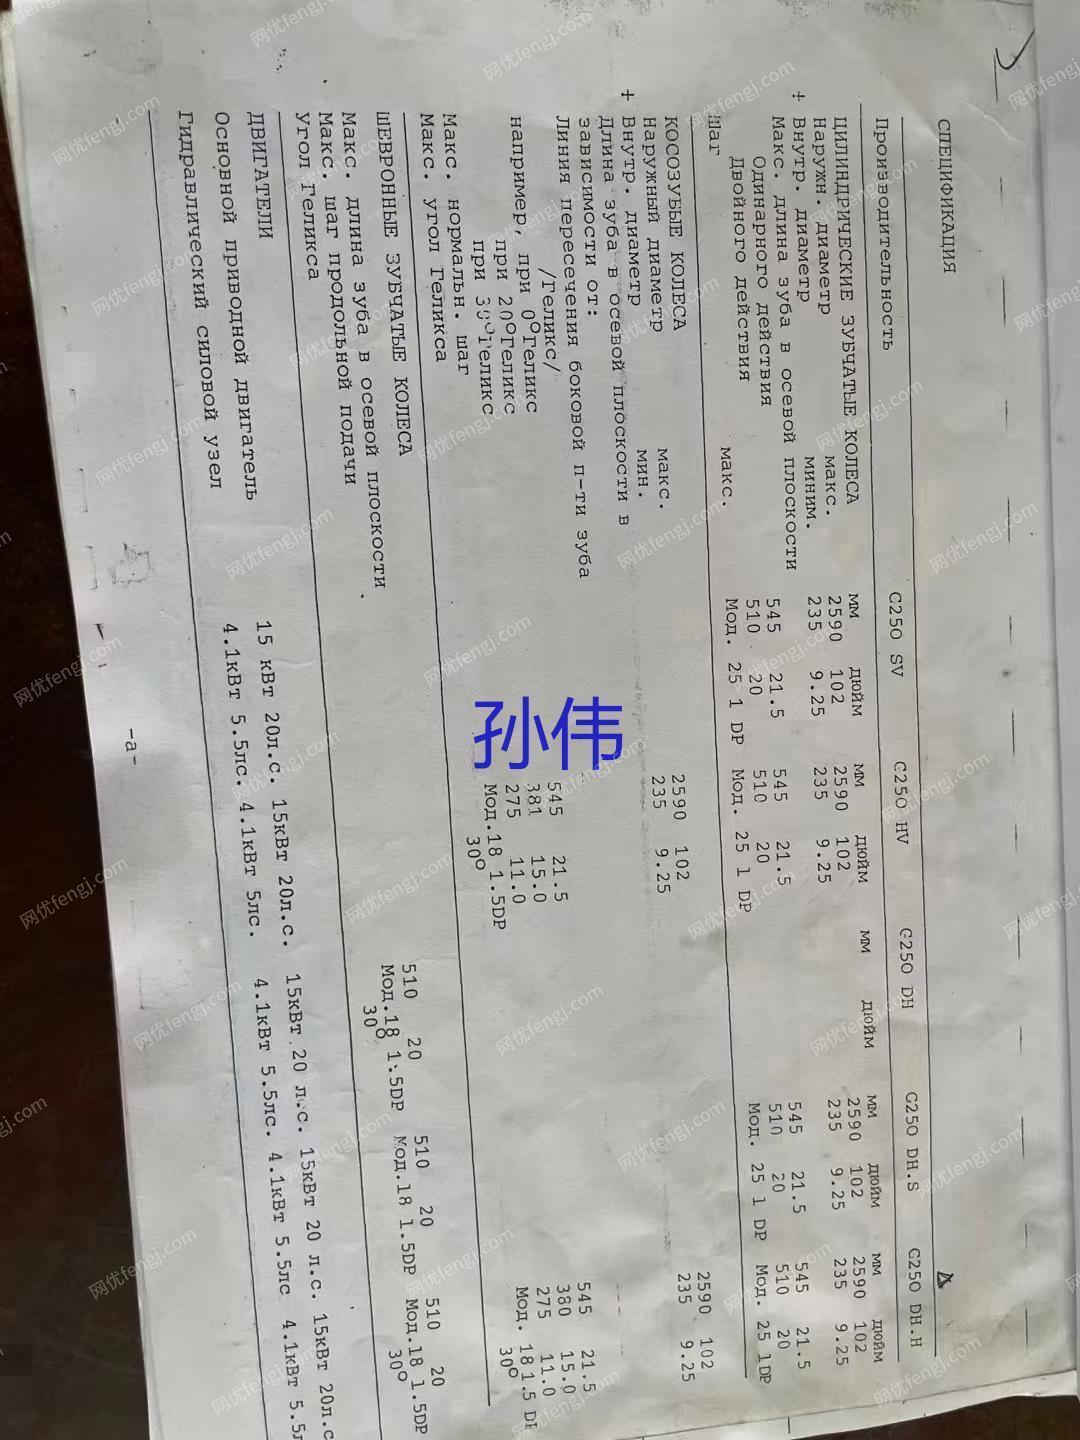 СПЕЦИФИКАЦИЯ
Производительность C250 SV C250 HV C250 DH C250 DH.S C250 DH.H
мм дюйм мм дюйм мм дюйм мм дюйм мм дюйм
ЦИЛИНДРИЧЕСКИЕ ЗУБЧАТЫЕ КОЛЕСА
Наружн. диаметр макс. 2590 102 2590 102 2590 102 2590 102
+ Внутр. диаметр миним. 235 9.25 235 9.25 235 9.25 235 9.25
Макс. длина зуба в осевой плоскости
Одинарного действия 545 21.5 545 21.5 545 21.5 545 21.5
Двойного действия 510 20 510 20 510 20 510 20
Шаг макс. Мод. 25 1 DP Мод. 25 1 DP Мод. 25 1 DP Мод. 25 1DP
КОСОЗУБЫЕ КОЛЕСА
Наружный диаметр макс. 2590 102 2590 102
+ Внутр. диаметр мин. 235 9.25 235 9.25
Длина зуба в осевой плоскости в
зависимости от:
Линия пересечения боковой п-ти зуба
/Геликс/
например, при 0°Геликс 545 21.5 545 21.5
при 20°Геликс 381 15.0 380 15.0
при 30°Геликс 275 11.0 275 11.0
Макс. нормальн. шаг Мод.18 1.5DP Мод. 18 1.5
Макс. угол Геликса 30° 30°
ШЕВРОННЫЕ ЗУБЧАТЫЕ КОЛЕСА
Макс. длина зуба в осевой плоскости 510 20 510 20 510 20
Макс. шаг продольной подачи Мод.18 1.5DP Мод.18 1.5DP Мод.18 1.5DP
Угол Геликса 30° 30°
ДВИГАТЕЛИ
Основной приводной двигатель 15 кВт 20л.с. 15кВт 20л.с. 15кВт 20 л.с. 15кВт 20 л.с. 15кВт 20л.с
Гидравлический силовой узел 4.1кВт 5.5лс. 4.1кВт 5лс. 4.1кВт 5.5лс. 4.1кВт 5.5лс 4.1кВт 5.5л
-а-
孙伟
网优fengj.com